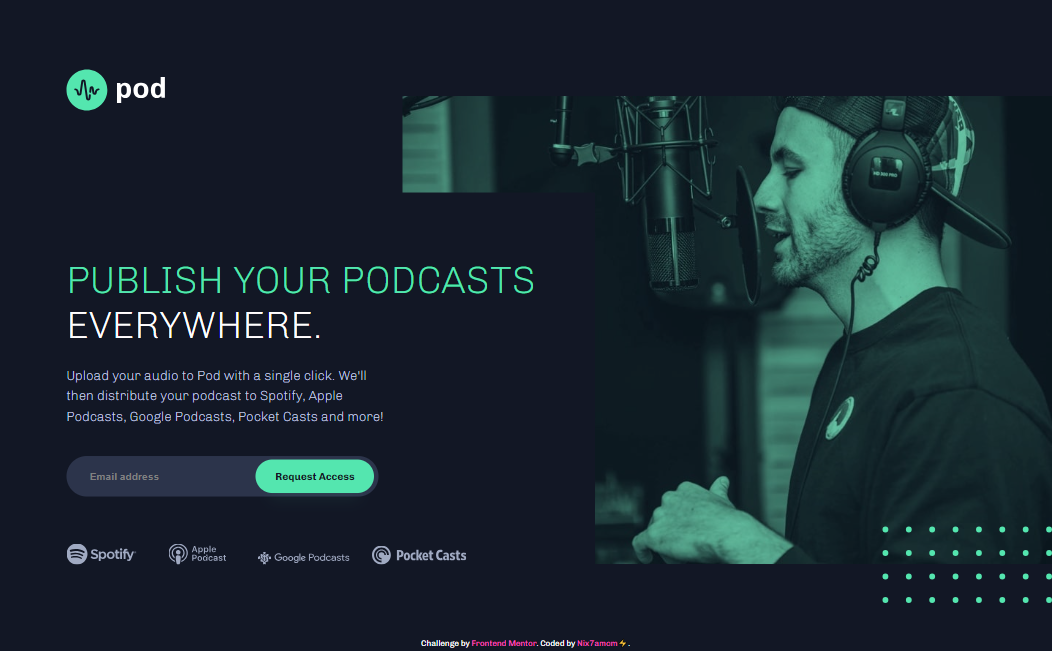 pod
PUBLISH YOUR PODCASTS
EVERYWHERE.
Upload your audio to Pod with a single click. We'll
then distribute your podcast to Spotify, Apple
Podcasts, Google Podcasts, Pocket Casts and more!
Email address
Request Access
Spotify
Apple
Podcast
Google Podcasts
Pocket Casts
Challenge by Frontend Mentor. Coded by Nix7amcm ⚡ .